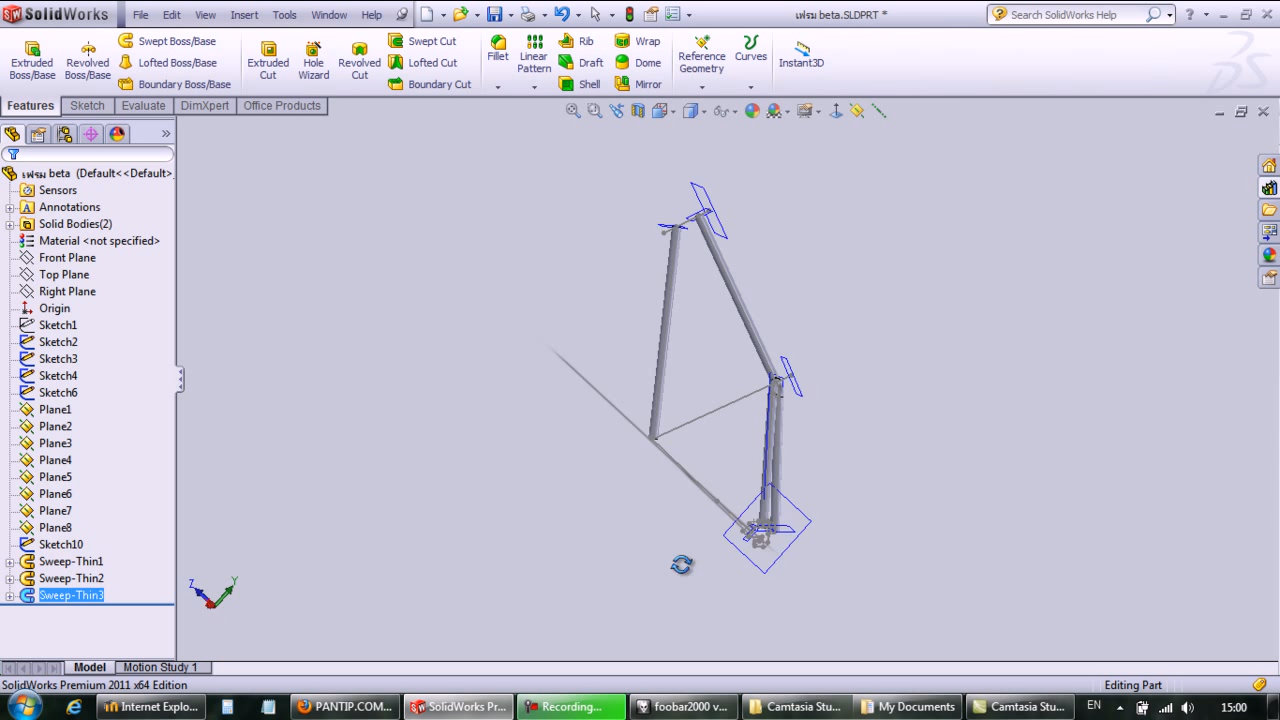 SolidWorks
File Edit View Insert Tools Window Help
เฟรม beta.SLDPRT *
Search SolidWorks Help
Extruded Boss/Base
Revolved Boss/Base
Swept Boss/Base
Lofted Boss/Base
Boundary Boss/Base
Extruded Cut
Hole Wizard
Revolved Cut
Swept Cut
Lofted Cut
Boundary Cut
Fillet
Linear Pattern
Rib
Draft
Shell
Wrap
Dome
Mirror
Reference Geometry
Curves
Instant3D
Features Sketch Evaluate DimXpert Office Products
เฟรม beta (Default<<Default>
Sensors
Annotations
Solid Bodies(2)
Material <not specified>
Front Plane
Top Plane
Right Plane
Origin
Sketch1
Sketch2
Sketch3
Sketch4
Sketch6
Plane1
Plane2
Plane3
Plane4
Plane5
Plane6
Plane7
Plane8
Sketch10
Sweep-Thin1
Sweep-Thin2
Sweep-Thin3
Z Y
Model Motion Study 1
SolidWorks Premium 2011 x64 Edition Editing Part
Internet Explo... PANTIP.COM... SolidWorks Pr... Recording... foobar2000 v... Camtasia Stu... My Documents Camtasia Stu... EN 15:00